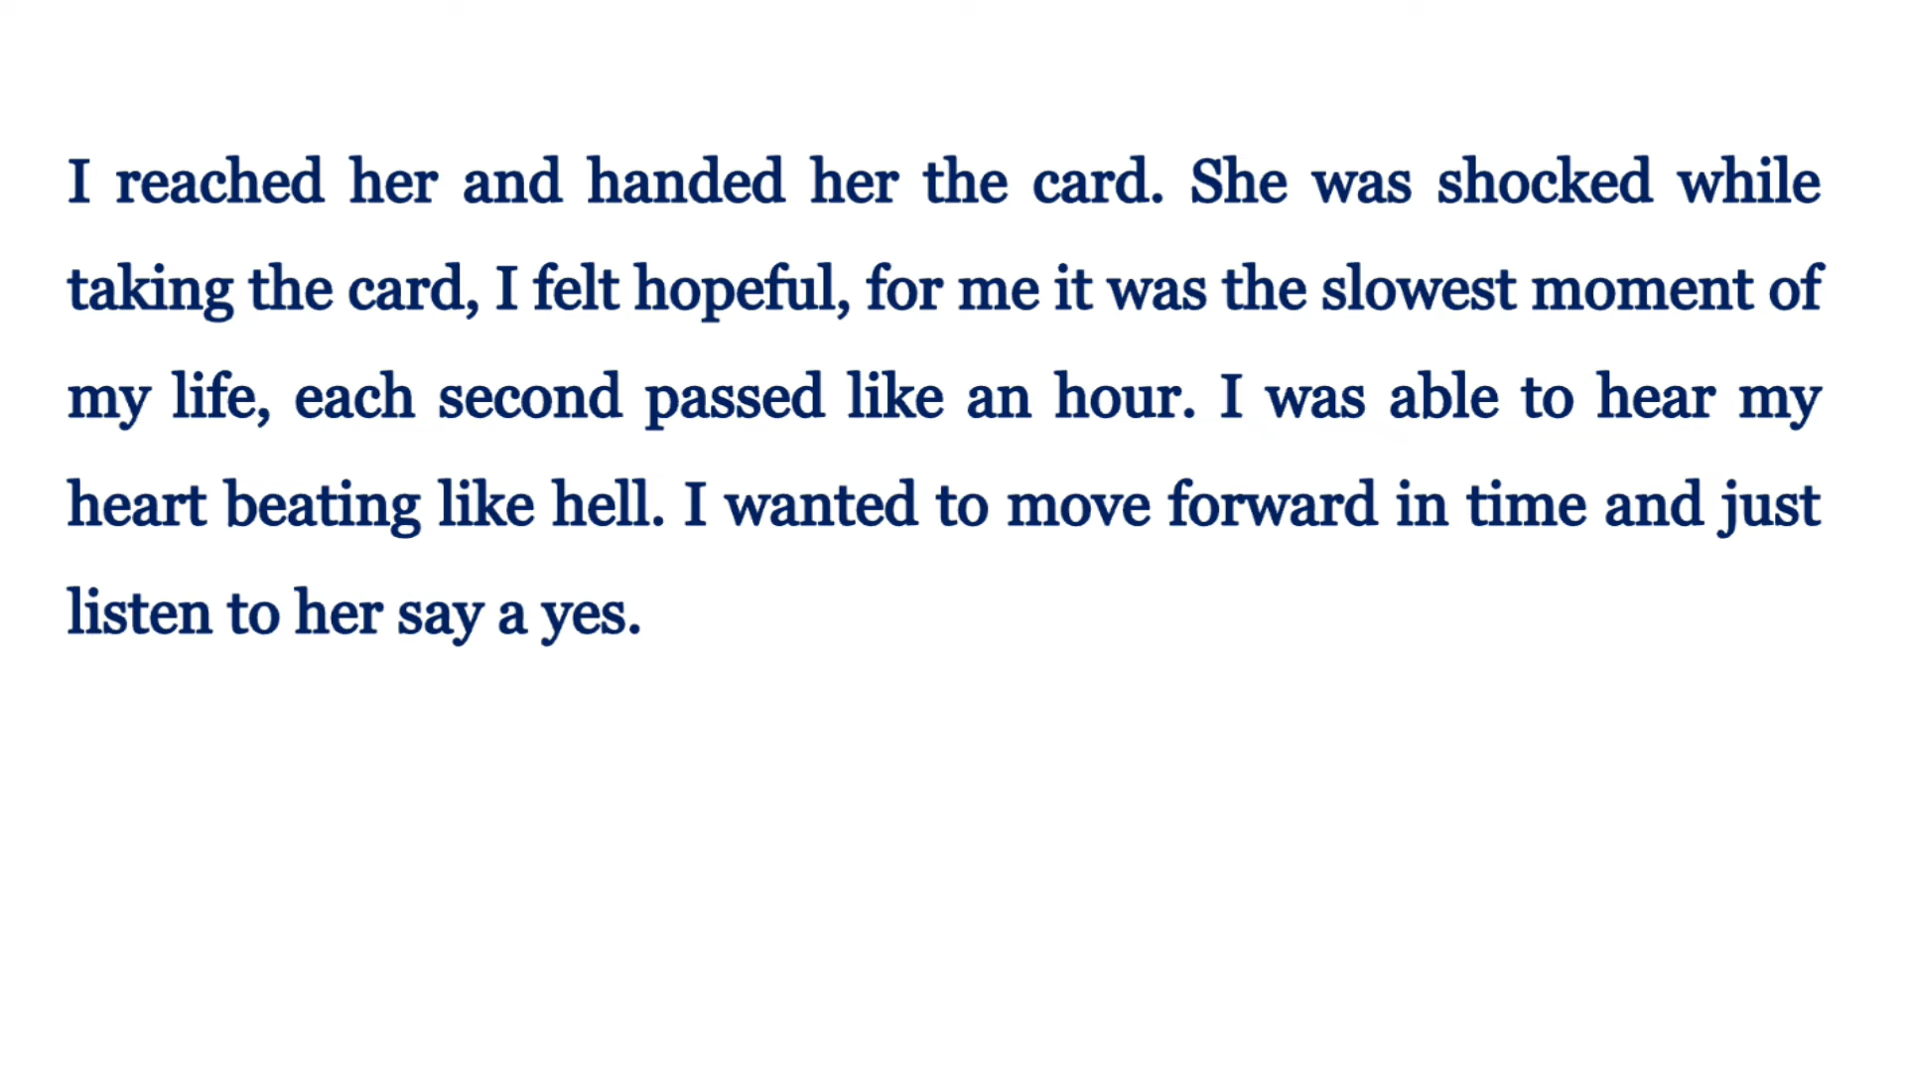 I reached her and handed her the card. She was shocked while
taking the card, I felt hopeful, for me it was the slowest moment of
my life, each second passed like an hour. I was able to hear my
heart beating like hell. I wanted to move forward in time and just
listen to her say a yes.